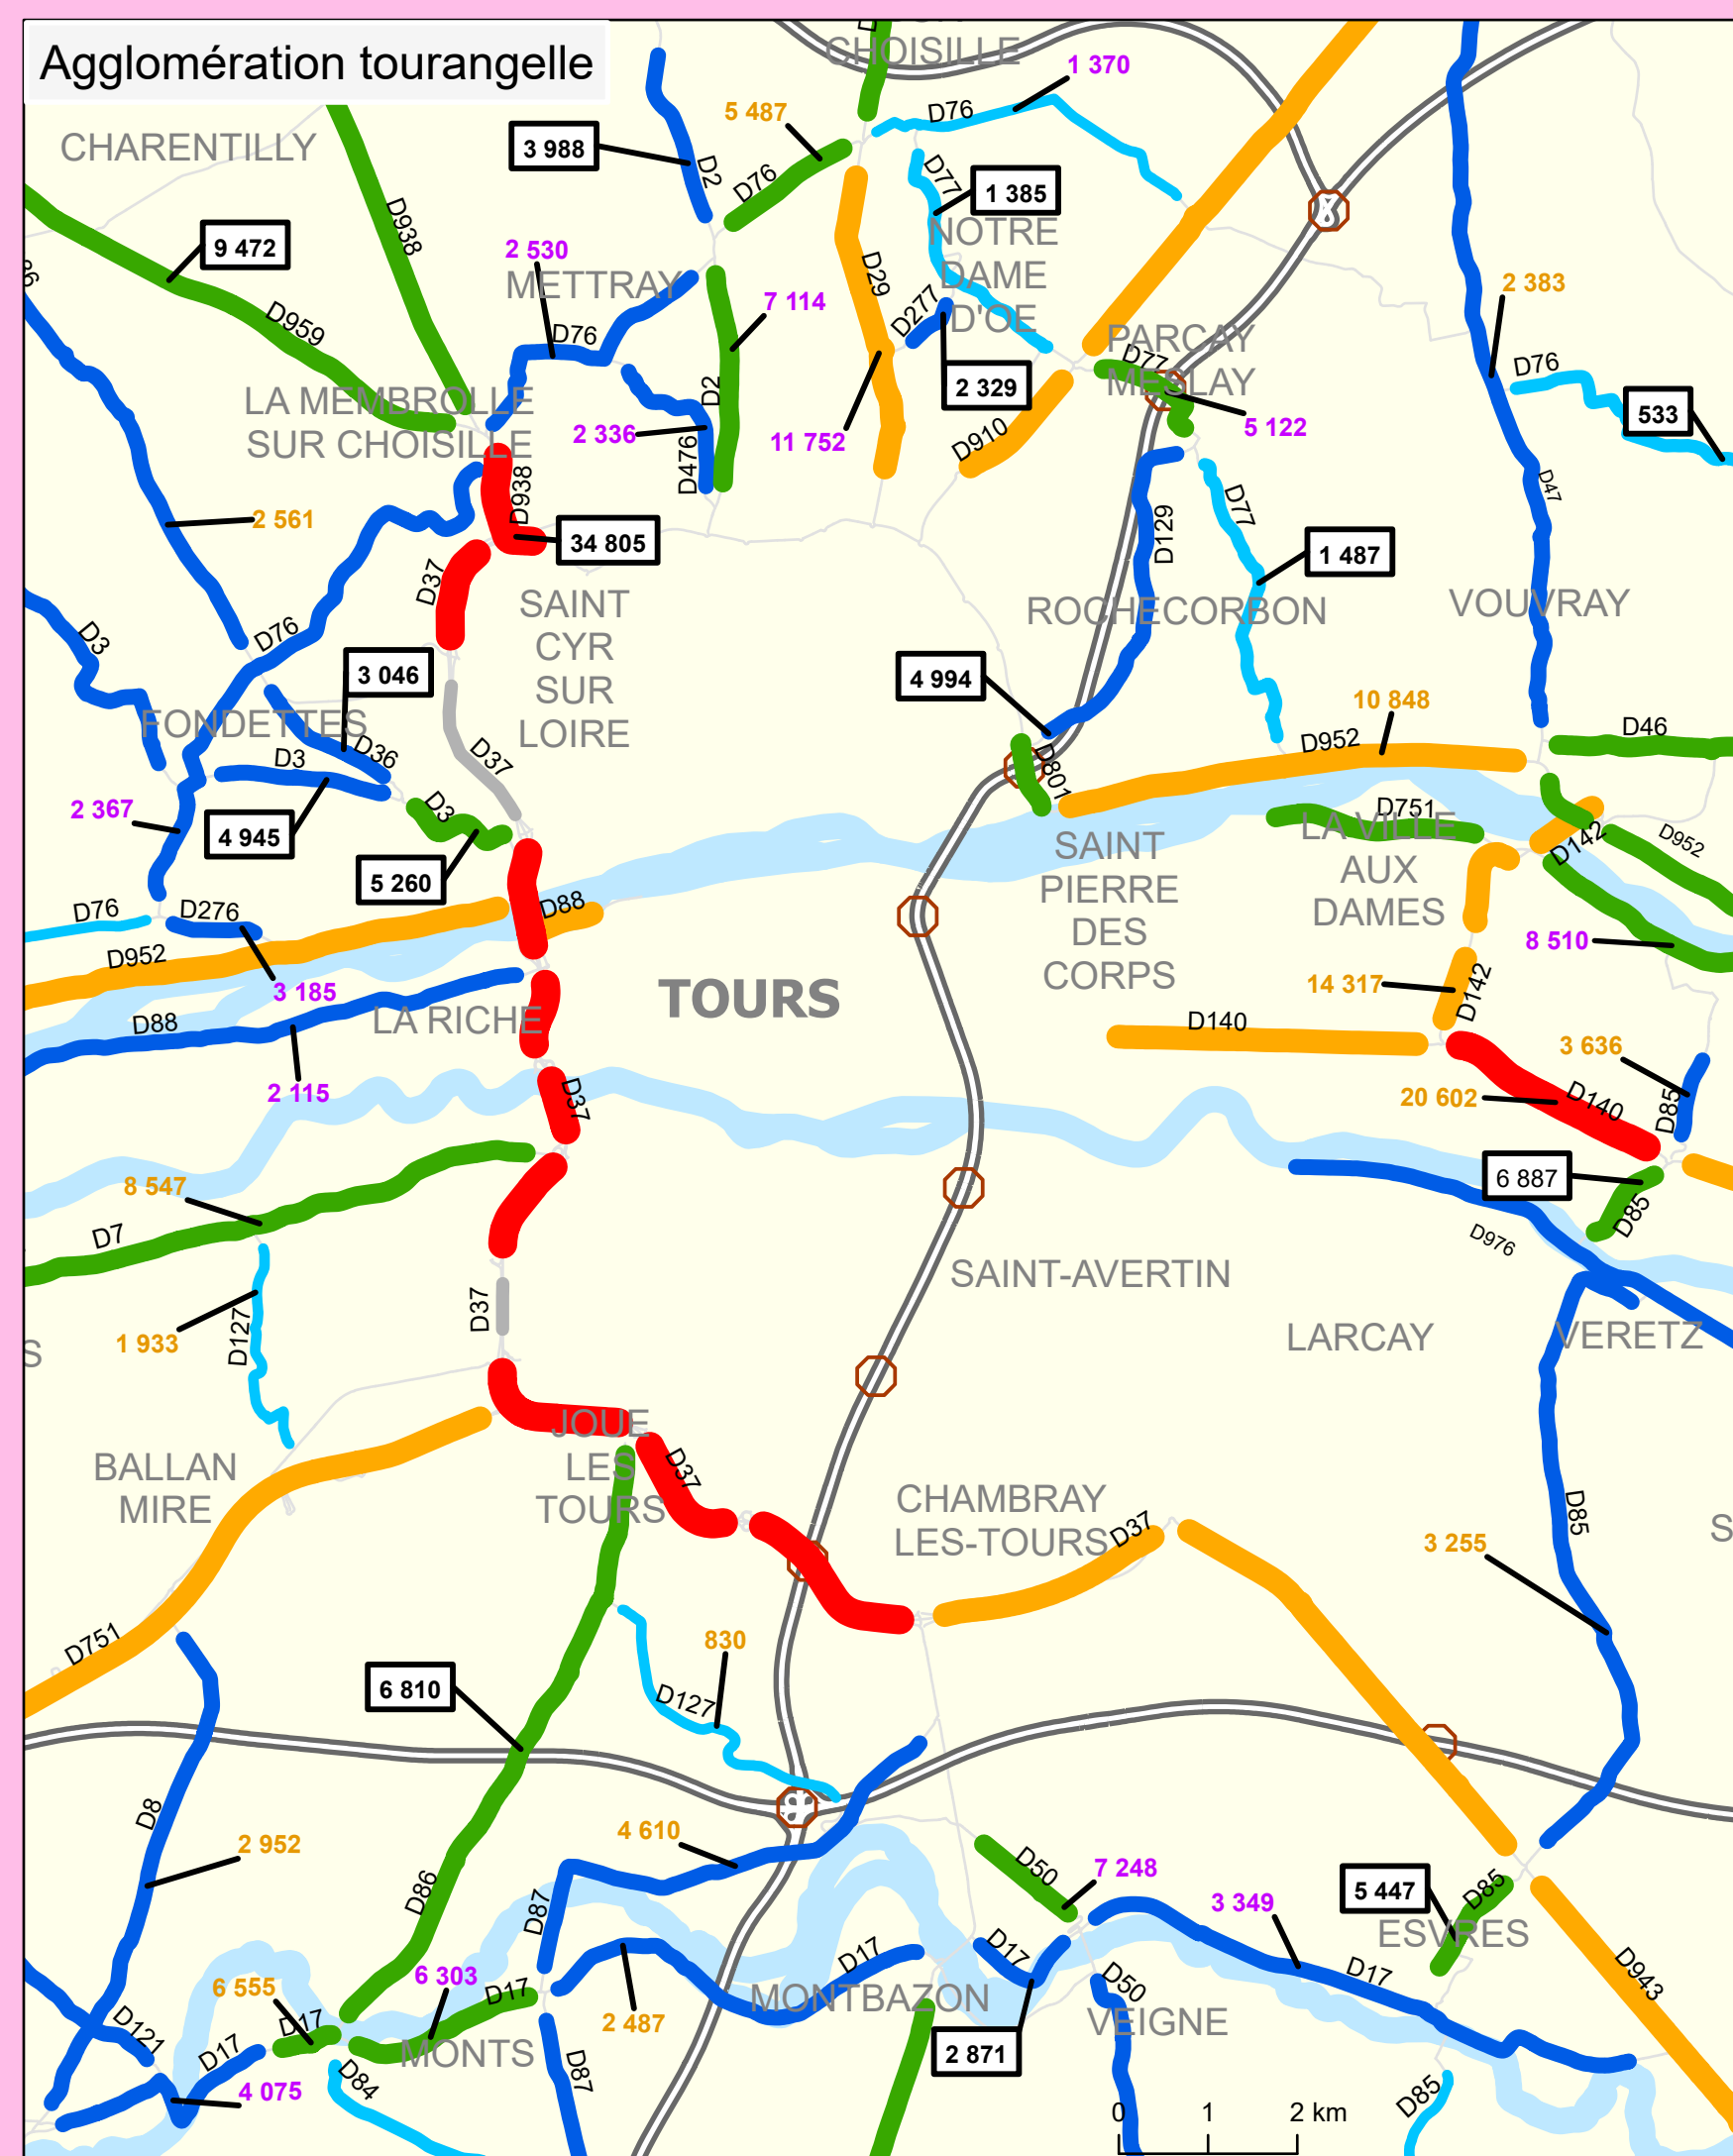 Agglomération tourangelle
CHOISILLE
1 370
5 487
D76
CHARENTILLY
3 988
D2
D76
D77
1 385
D938
9 472
NOTRE
DAME
D'OE
2 530
METTRAY
D29
7 114
D277
2 383
D959
D76
PARCAY
MESLAY
D77
D76
D2
2 329
533
LA MEMBROLLE
SUR CHOISILLE
2 336
11 752
D910
5 122
D476
D938
D47
2 561
34 805
D77
D129
1 487
D37
SAINT
CYR
SUR
LOIRE
ROCHECORBON
VOUVRAY
D3
D76
3 046
4 994
10 848
FONDETTES
D36
D3
D37
D952
D46
D801
2 367
4 945
D3
D751
5 260
SAINT
PIERRE
DES
CORPS
LA VILLE
AUX
DAMES
D142
D952
D76
D276
D88
D952
8 510
3 185
TOURS
14 317
D142
D88
LA RICHE
D140
3 636
2 115
D37
20 602
D140
D85
8 547
6 887
D7
D85
D976
SAINT-AVERTIN
D37
1 933
D127
LARCAY
VERETZ
S
JOUE
LES
TOURS
D37
BALLAN
MIRE
CHAMBRAY
LES-TOURS
D37
D85
S
3 255
D751
830
6 810
D127
D8
2 952
4 610
D86
D50
7 248
D87
5 447
D85
3 349
ESVRES
D17
D17
D17
6 303
6 555
D17
D17
D943
MONTBAZON
D50
VEIGNE
2 487
D121
D17
MONTS
2 871
D84
D87
4 075
D85
0 1 2 km